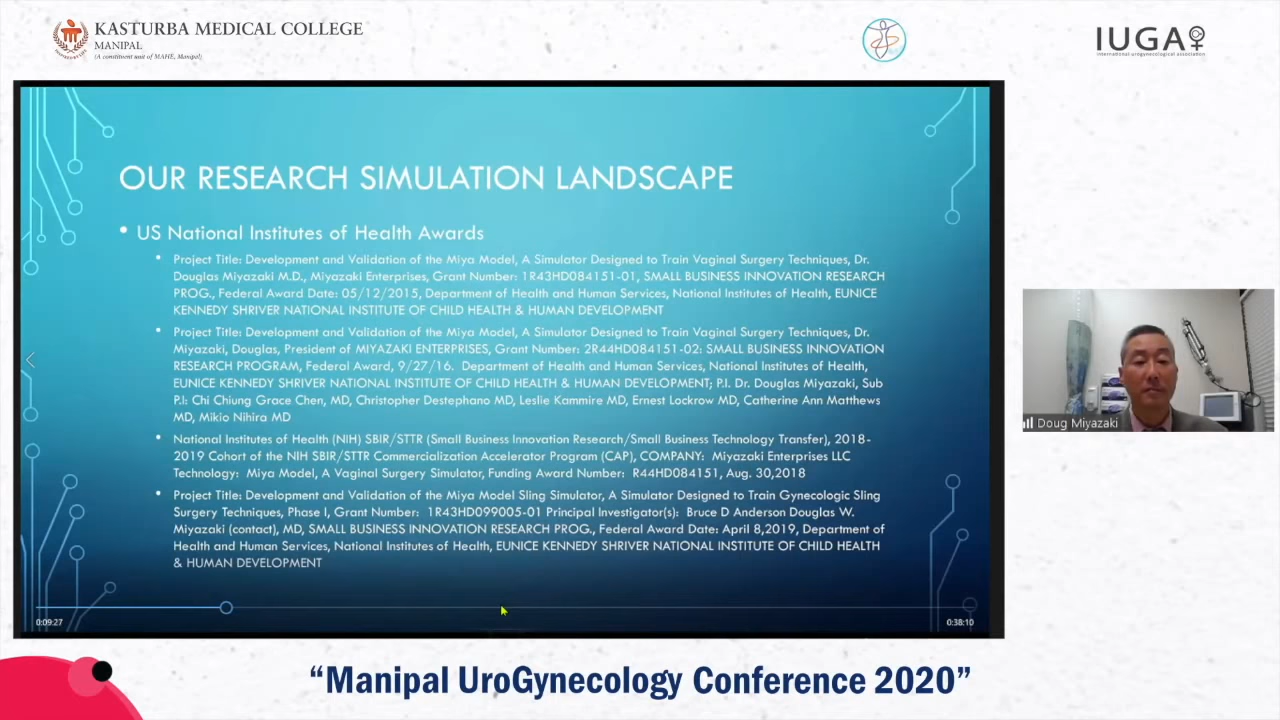 KASTURBA MEDICAL COLLEGE
MANIPAL
(A constituent unit of MAHE, Manipal)
IUGA
international urogynecological association
OUR RESEARCH SIMULATION LANDSCAPE
• US National Institutes of Health Awards
• Project Title: Development and Validation of the Miya Model, A Simulator Designed to Train Vaginal Surgery Techniques, Dr.
Douglas Miyazaki M.D., Miyazaki Enterprises, Grant Number: 1R43HD084151-01, SMALL BUSINESS INNOVATION RESEARCH
PROG., Federal Award Date: 05/12/2015, Department of Health and Human Services, National Institutes of Health, EUNICE
KENNEDY SHRIVER NATIONAL INSTITUTE OF CHILD HEALTH & HUMAN DEVELOPMENT
• Project Title: Development and Validation of the Miya Model, A Simulator Designed to Train Vaginal Surgery Techniques, Dr.
Miyazaki, Douglas, President of MIYAZAKI ENTERPRISES, Grant Number: 2R44HD084151-02: SMALL BUSINESS INNOVATION
RESEARCH PROGRAM, Federal Award, 9/27/16. Department of Health and Human Services, National Institutes of Health,
EUNICE KENNEDY SHRIVER NATIONAL INSTITUTE OF CHILD HEALTH & HUMAN DEVELOPMENT; P.I. Dr. Douglas Miyazaki, Sub
P.I: Chi Chiung Grace Chen, MD, Christopher Destephano MD, Leslie Kammire MD, Ernest Lockrow MD, Catherine Ann Matthews
MD, Mikio Nihira MD
• National Institutes of Health (NIH) SBIR/STTR (Small Business Innovation Research/Small Business Technology Transfer), 2018-
2019 Cohort of the NIH SBIR/STTR Commercialization Accelerator Program (CAP), COMPANY: Miyazaki Enterprises LLC
Technology: Miya Model, A Vaginal Surgery Simulator, Funding Award Number: R44HD084151, Aug. 30,2018
• Project Title: Development and Validation of the Miya Model Sling Simulator, A Simulator Designed to Train Gynecologic Sling
Surgery Techniques, Phase I, Grant Number: 1R43HD099005-01 Principal Investigator(s): Bruce D Anderson Douglas W.
Miyazaki (contact), MD, SMALL BUSINESS INNOVATION RESEARCH PROG., Federal Award Date: April 8,2019, Department of
Health and Human Services, National Institutes of Health, EUNICE KENNEDY SHRIVER NATIONAL INSTITUTE OF CHILD HEALTH
& HUMAN DEVELOPMENT
0:09:27
0:38:10
Doug Miyazaki
“Manipal UroGynecology Conference 2020”